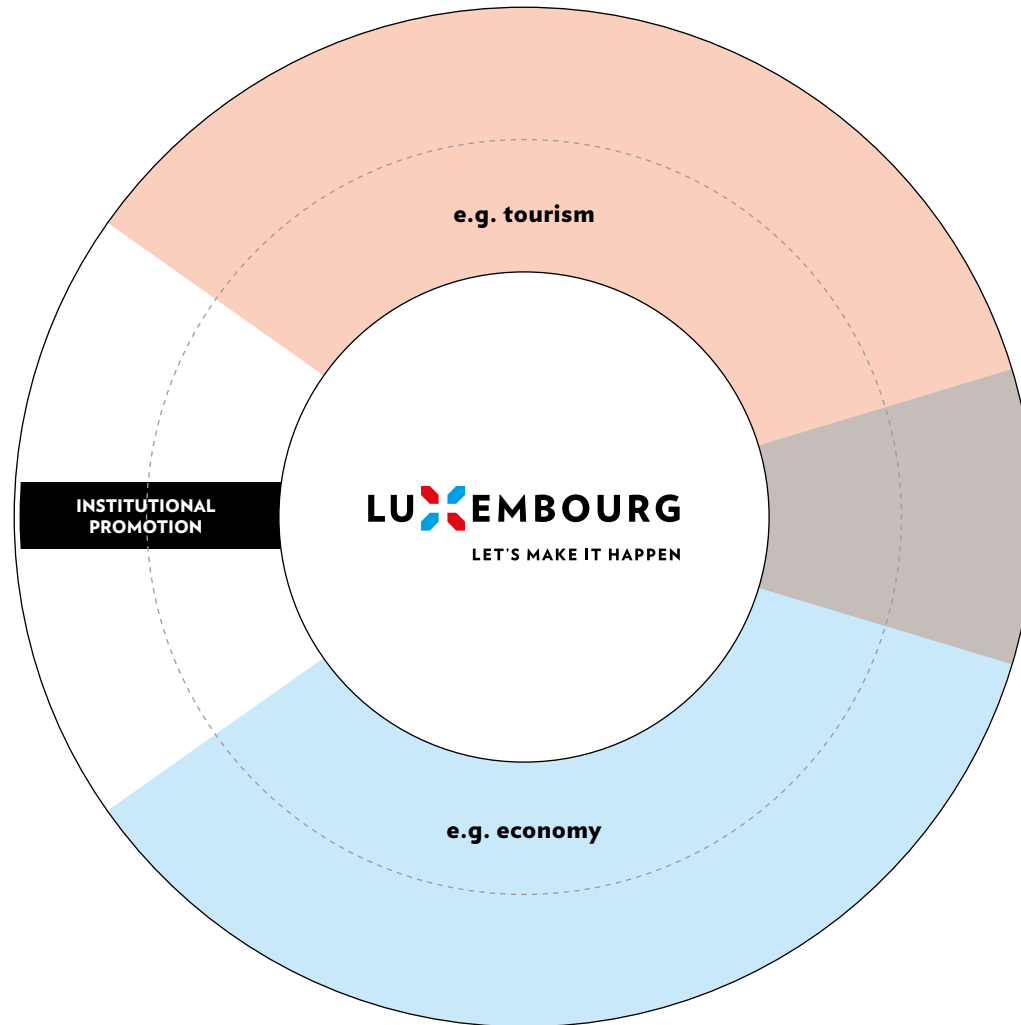 e.g. tourism
INSTITUTIONAL
PROMOTION
LUXEMBOURG
LET'S MAKE IT HAPPEN
e.g. economy